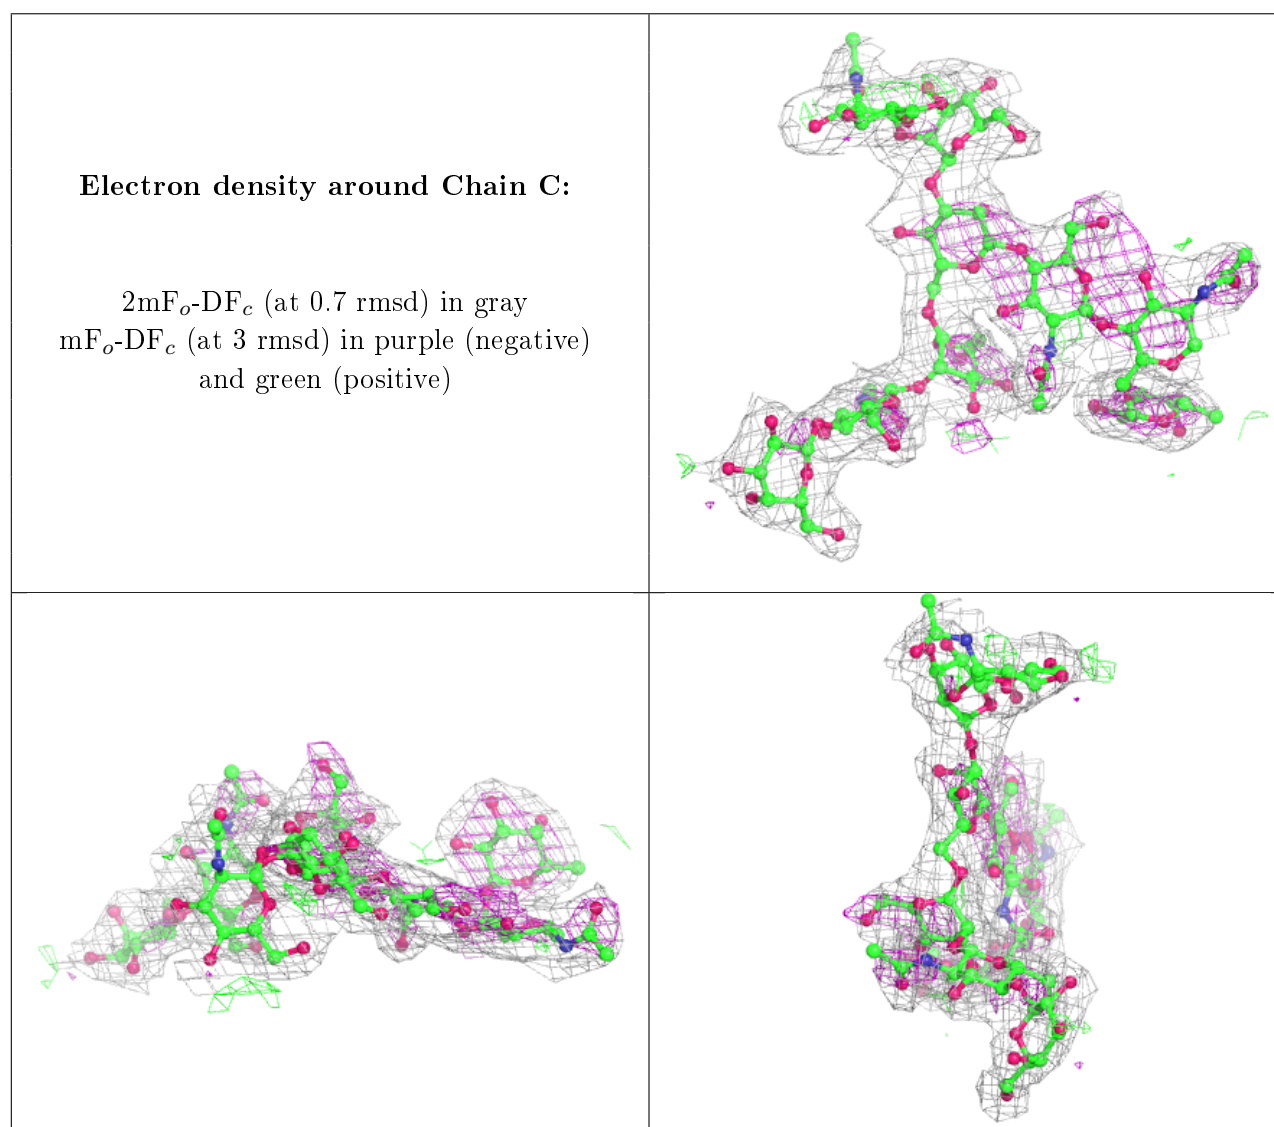 Electron density around Chain C:
2mFo-DFc (at 0.7 rmsd) in gray
mFo-DFc (at 3 rmsd) in purple (negative)
and green (positive)